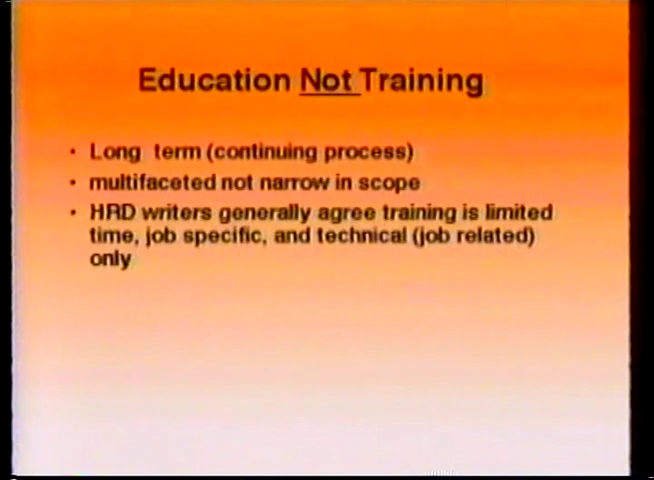 Education Not Training
• Long term (continuing process)
• multifaceted not narrow in scope
• HRD writers generally agree training is limited
time, job specific, and technical (job related)
only